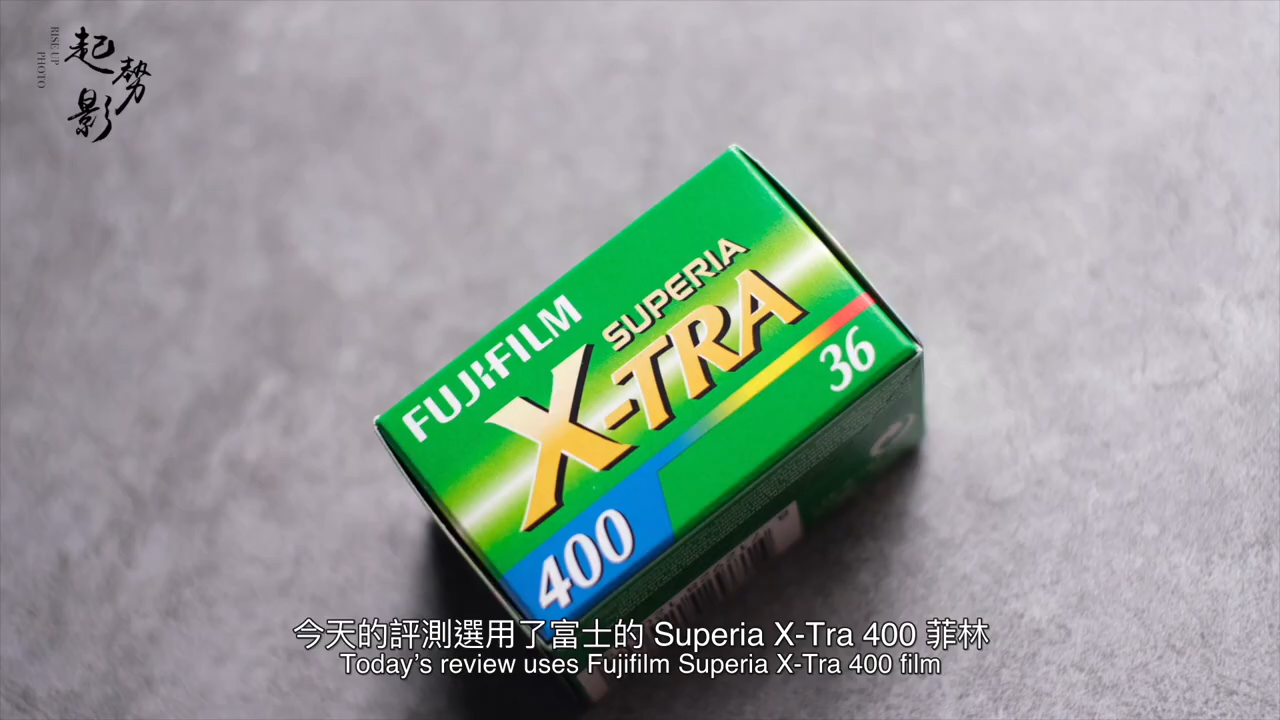 起勢影
RISE UP PHOTO
FUJIFILM
SUPERIA
X-TRA
36
400
今天的評測選用了富士的 Superia X-Tra 400 菲林
Today's review uses Fujifilm Superia X-Tra 400 film